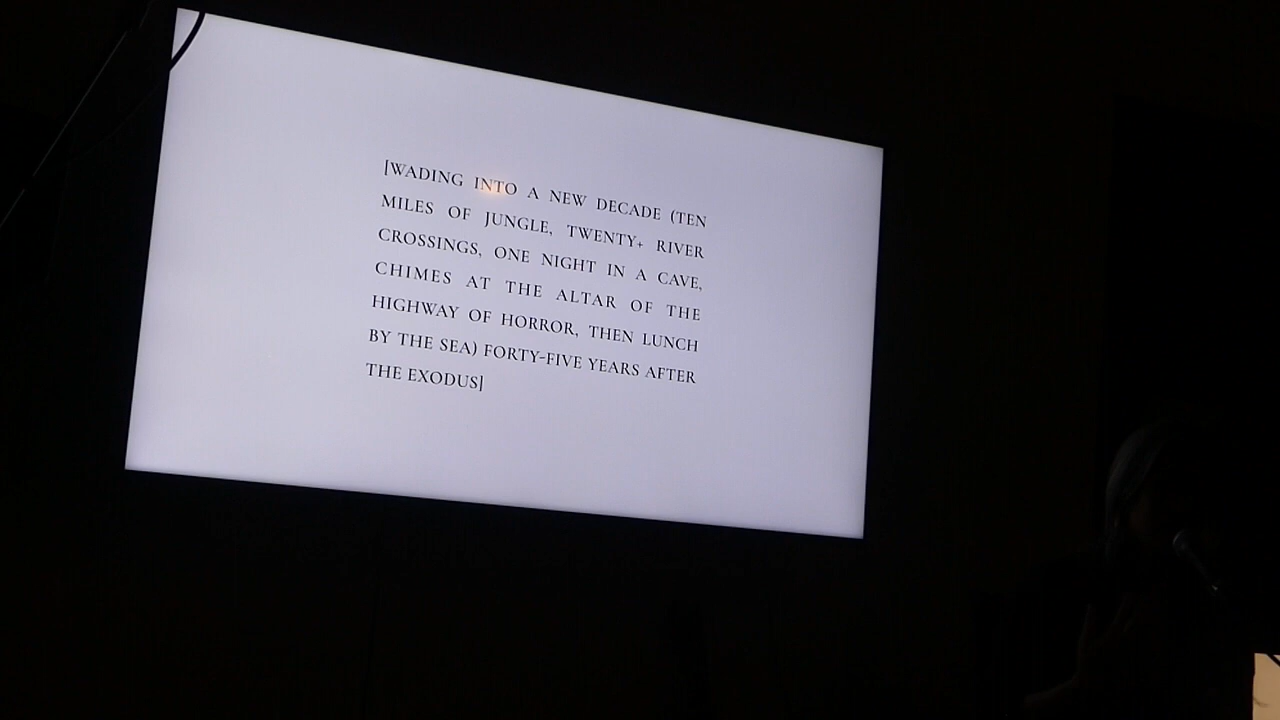 [WADING INTO A NEW DECADE (TEN
MILES OF JUNGLE, TWENTY+ RIVER
CROSSINGS, ONE NIGHT IN A CAVE,
CHIMES AT THE ALTAR OF THE
HIGHWAY OF HORROR, THEN LUNCH
BY THE SEA) FORTY-FIVE YEARS AFTER
THE EXODUS]